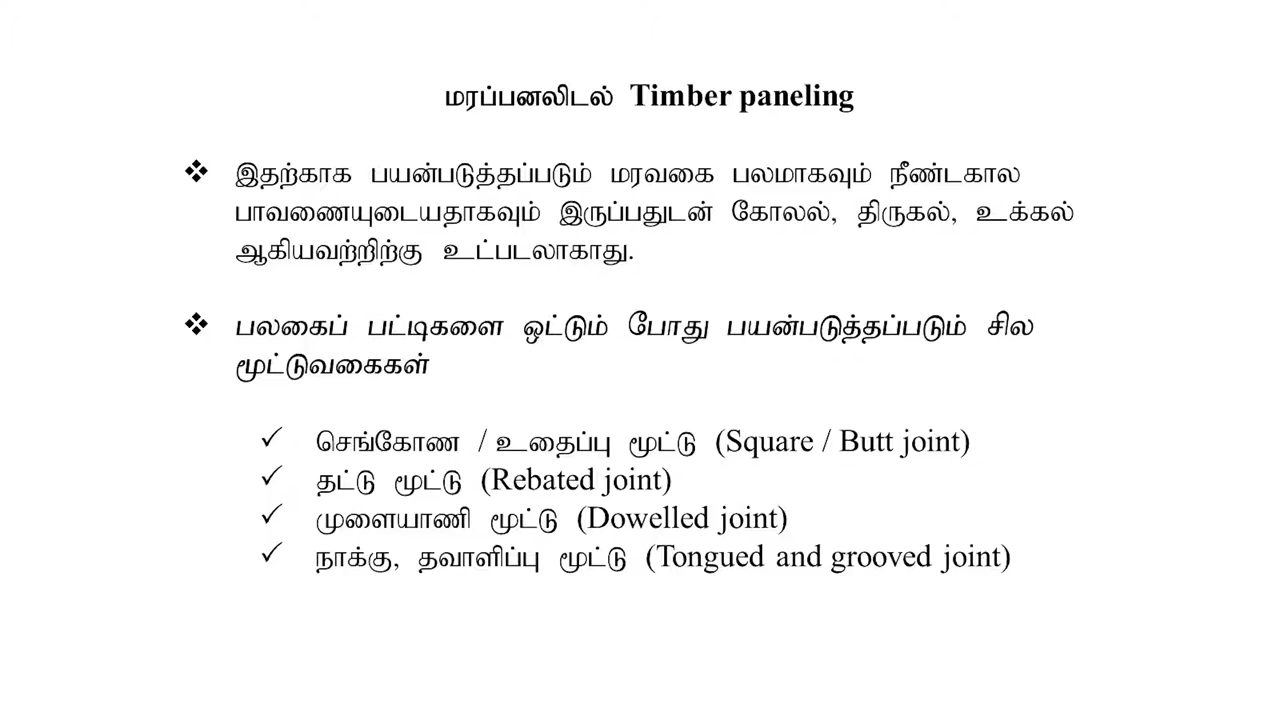 மரப்பனலிடல் Timber paneling
❖ இதற்காக பயன்படுத்தப்படும் மரவகை பலமாகவும் நீண்டகால
பாவணையுடையதாகவும் இருப்பதுடன் கோலல், திருகல், உக்கல்
ஆகியவற்றிற்கு உட்படலாகாது.
❖ பலகைப் பட்டிகளை ஒட்டும் போது பயன்படுத்தப்படும் சில
மூட்டுவகைகள்
✓ செங்கோண / உதைப்பு மூட்டு (Square / Butt joint)
✓ தட்டு மூட்டு (Rebated joint)
✓ முளையாணி மூட்டு (Dowelled joint)
✓ நாக்கு, தவாளிப்பு மூட்டு (Tongued and grooved joint)